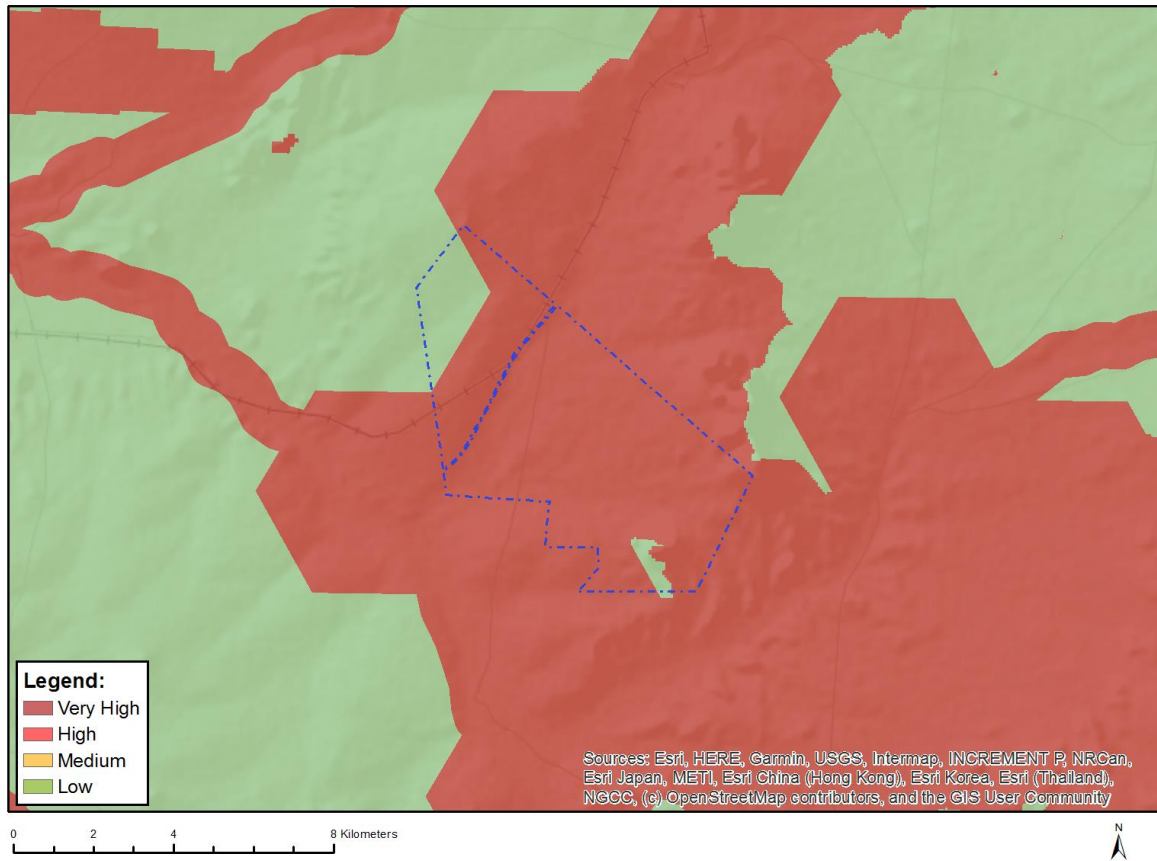 Legend:
Very High
High
Medium
Low
Sources: Esri, HERE, Garmin, USGS, Intermap, INCREMENT P, NRCan,
Esri Japan, METI, Esri China (Hong Kong), Esri Korea, Esri (Thailand),
NGCC, (c) OpenStreetMap contributors, and the GIS User Community
0 2 4 8 Kilometers
N